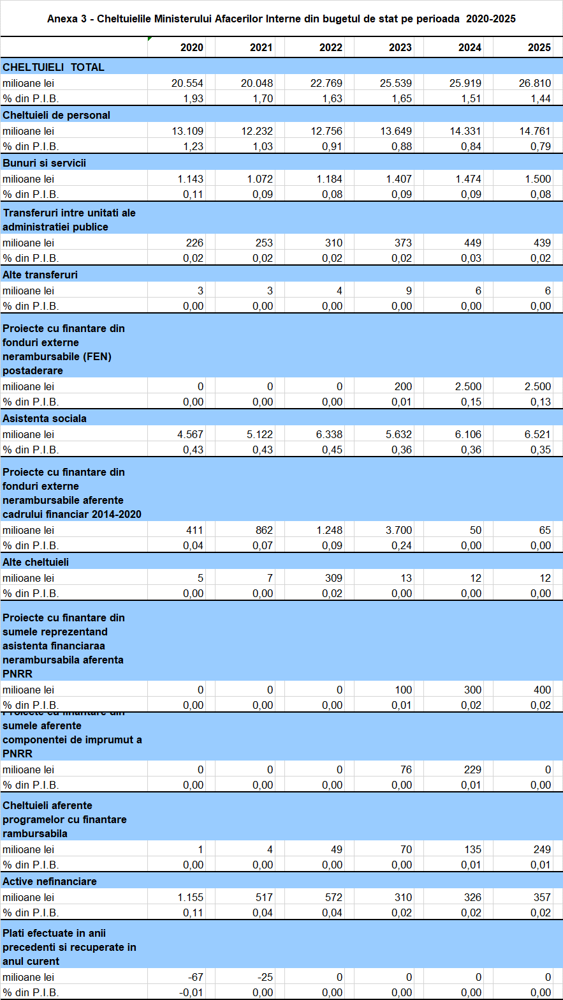 Anexa 3 - Cheltuielile Ministerului Afacerilor Interne din bugetul de stat pe perioada 2020-2025
2020 2021 2022 2023 2024 2025
CHELTUIELI TOTAL
milioane lei 20.554 20.048 22.769 25.539 25.919 26.810
% din P.I.B. 1,93 1,70 1,63 1,65 1,51 1,44
Cheltuieli de personal
milioane lei 13.109 12.232 12.756 13.649 14.331 14.761
% din P.I.B. 1,23 1,03 0,91 0,88 0,84 0,79
Bunuri si servicii
milioane lei 1.143 1.072 1.184 1.407 1.474 1.500
% din P.I.B. 0,11 0,09 0,08 0,09 0,09 0,08
Transferuri intre unitati ale
administratiei publice
milioane lei 226 253 310 373 449 439
% din P.I.B. 0,02 0,02 0,02 0,02 0,03 0,02
Alte transferuri
milioane lei 3 3 4 9 6 6
% din P.I.B. 0,00 0,00 0,00 0,00 0,00 0,00
Proiecte cu finantare din
fonduri externe
nerambursabile (FEN)
postaderare
milioane lei 0 0 0 200 2.500 2.500
% din P.I.B. 0,00 0,00 0,00 0,01 0,15 0,13
Asistenta sociala
milioane lei 4.567 5.122 6.338 5.632 6.106 6.521
% din P.I.B. 0,43 0,43 0,45 0,36 0,36 0,35
Proiecte cu finantare din
fonduri externe
nerambursabile aferente
cadrului financiar 2014-2020
milioane lei 411 862 1.248 3.700 50 65
% din P.I.B. 0,04 0,07 0,09 0,24 0,00 0,00
Alte cheltuieli
milioane lei 5 7 309 13 12 12
% din P.I.B. 0,00 0,00 0,02 0,00 0,00 0,00
Proiecte cu finantare din
sumele reprezentand
asistenta financiaraa
nerambursabila aferenta
PNRR
milioane lei 0 0 0 100 300 400
% din P.I.B. 0,00 0,00 0,00 0,01 0,02 0,02
Proiecte cu finantare din
sumele aferente
componentei de imprumut a
PNRR
milioane lei 0 0 0 76 229 0
% din P.I.B. 0,00 0,00 0,00 0,00 0,01 0,00
Cheltuieli aferente
programelor cu finantare
rambursabila
milioane lei 1 4 49 70 135 249
% din P.I.B. 0,00 0,00 0,00 0,00 0,01 0,01
Active nefinanciare
milioane lei 1.155 517 572 310 326 357
% din P.I.B. 0,11 0,04 0,04 0,02 0,02 0,02
Plati efectuate in anii
precedenti si recuperate in
anul curent
milioane lei -67 -25 0 0 0 0
% din P.I.B. -0,01 0,00 0,00 0,00 0,00 0,00